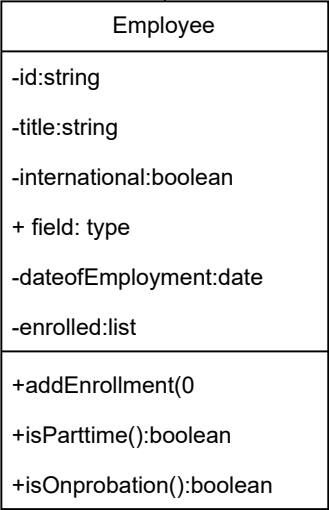 Employee
-id:string
-title:string
-international:boolean
+ field: type
-dateofEmployment:date
-enrolled:list
+addEnrollment(0
+isParttime():boolean
+isOnprobation():boolean